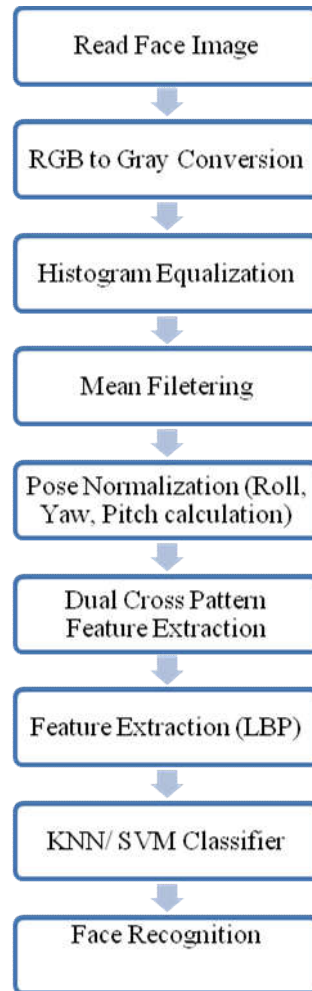 Read Face Image
RGB to Gray Conversion
Histogram Equalization
Mean Filetering
Pose Normalization (Roll,
Yaw, Pitch calculation)
Dual Cross Pattern
Feature Extraction
Feature Extraction (LBP)
KNN/ SVM Classifier
Face Recognition